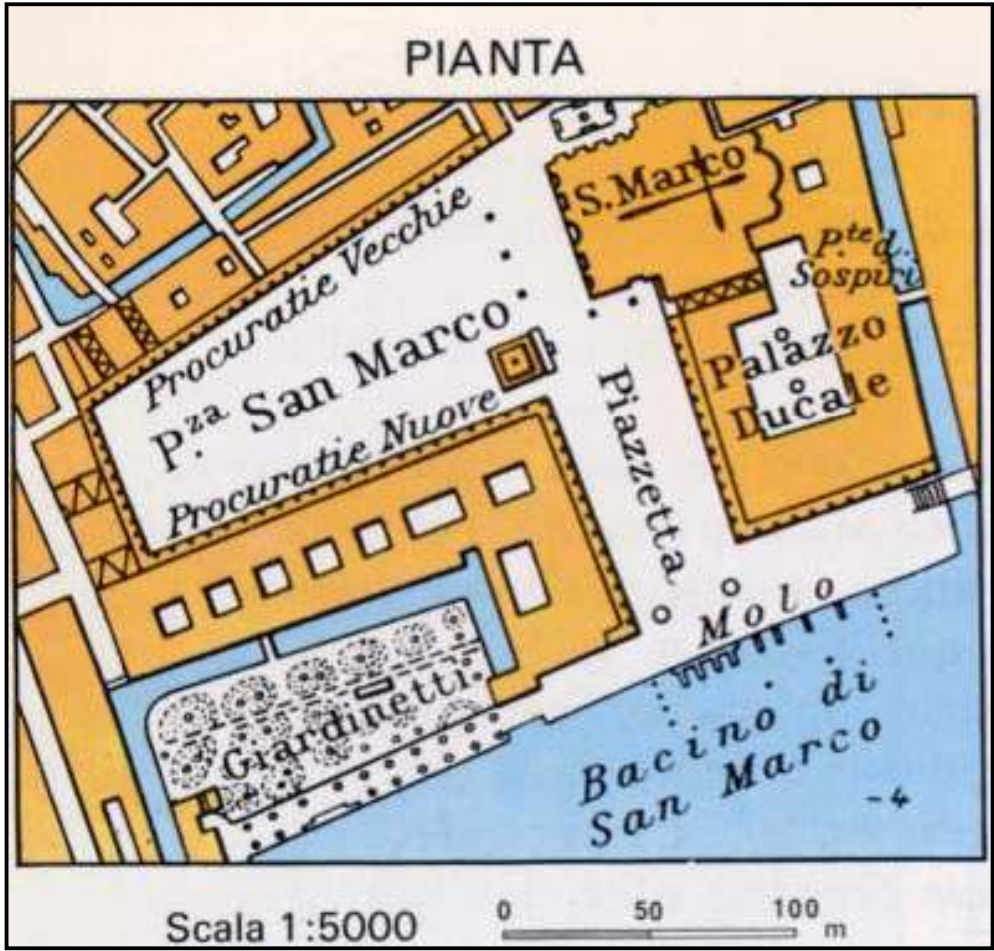 PIANTA
S. Marco
P.te d.
Sospiri
Procuratie Vecchie
P.za San Marco
Procuratie Nuove
Piazzetta
Palazzo
Ducale
Molo
Giardinetti
Bacino di
San Marco
-4
Scala 1:5000
0 50 100
m